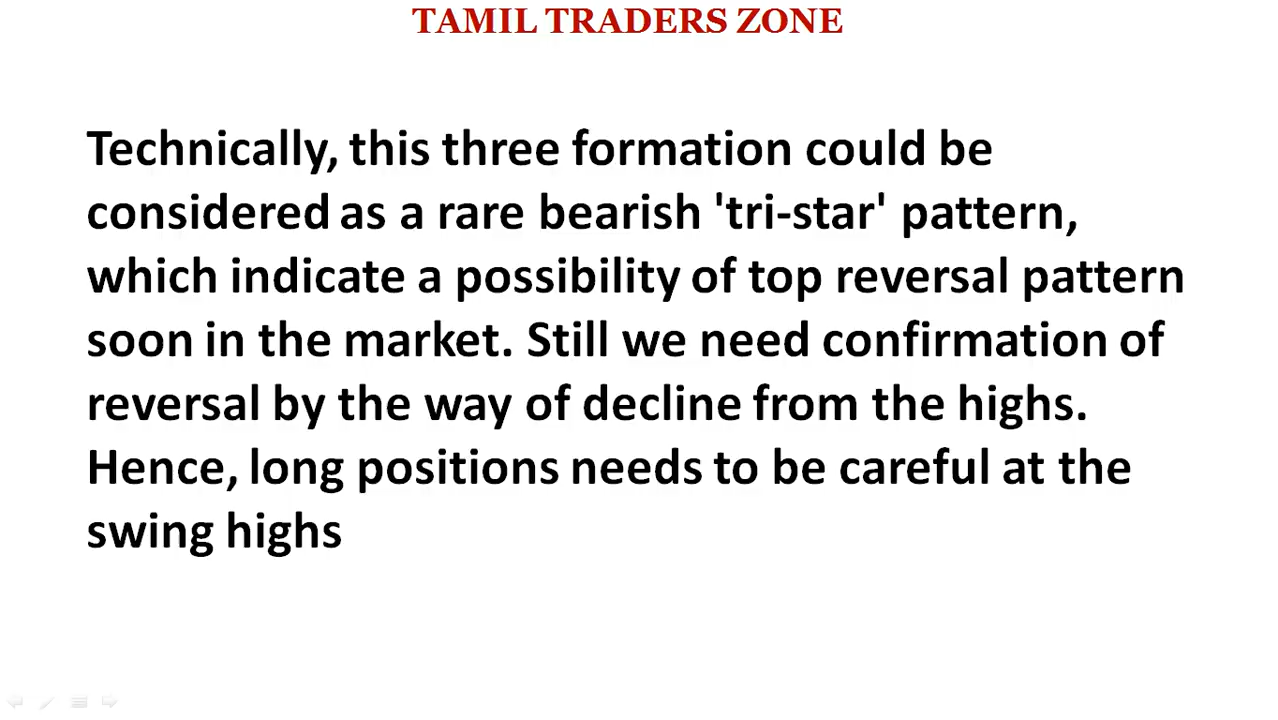 TAMIL TRADERS ZONE
Technically, this three formation could be
considered as a rare bearish 'tri-star' pattern,
which indicate a possibility of top reversal pattern
soon in the market. Still we need confirmation of
reversal by the way of decline from the highs.
Hence, long positions needs to be careful at the
swing highs